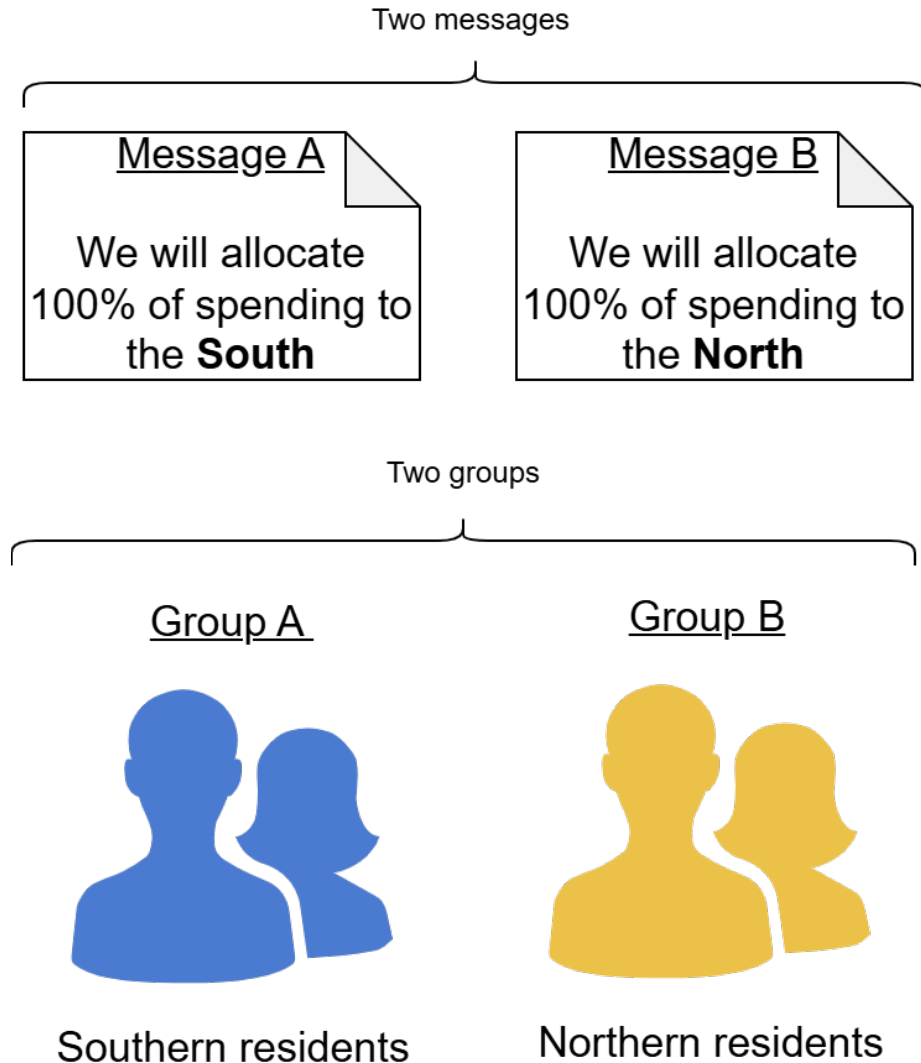 Two messages
Message A
We will allocate
100% of spending to
the South
Message B
We will allocate
100% of spending to
the North
Two groups
Group A
Group B
Southern residents
Northern residents